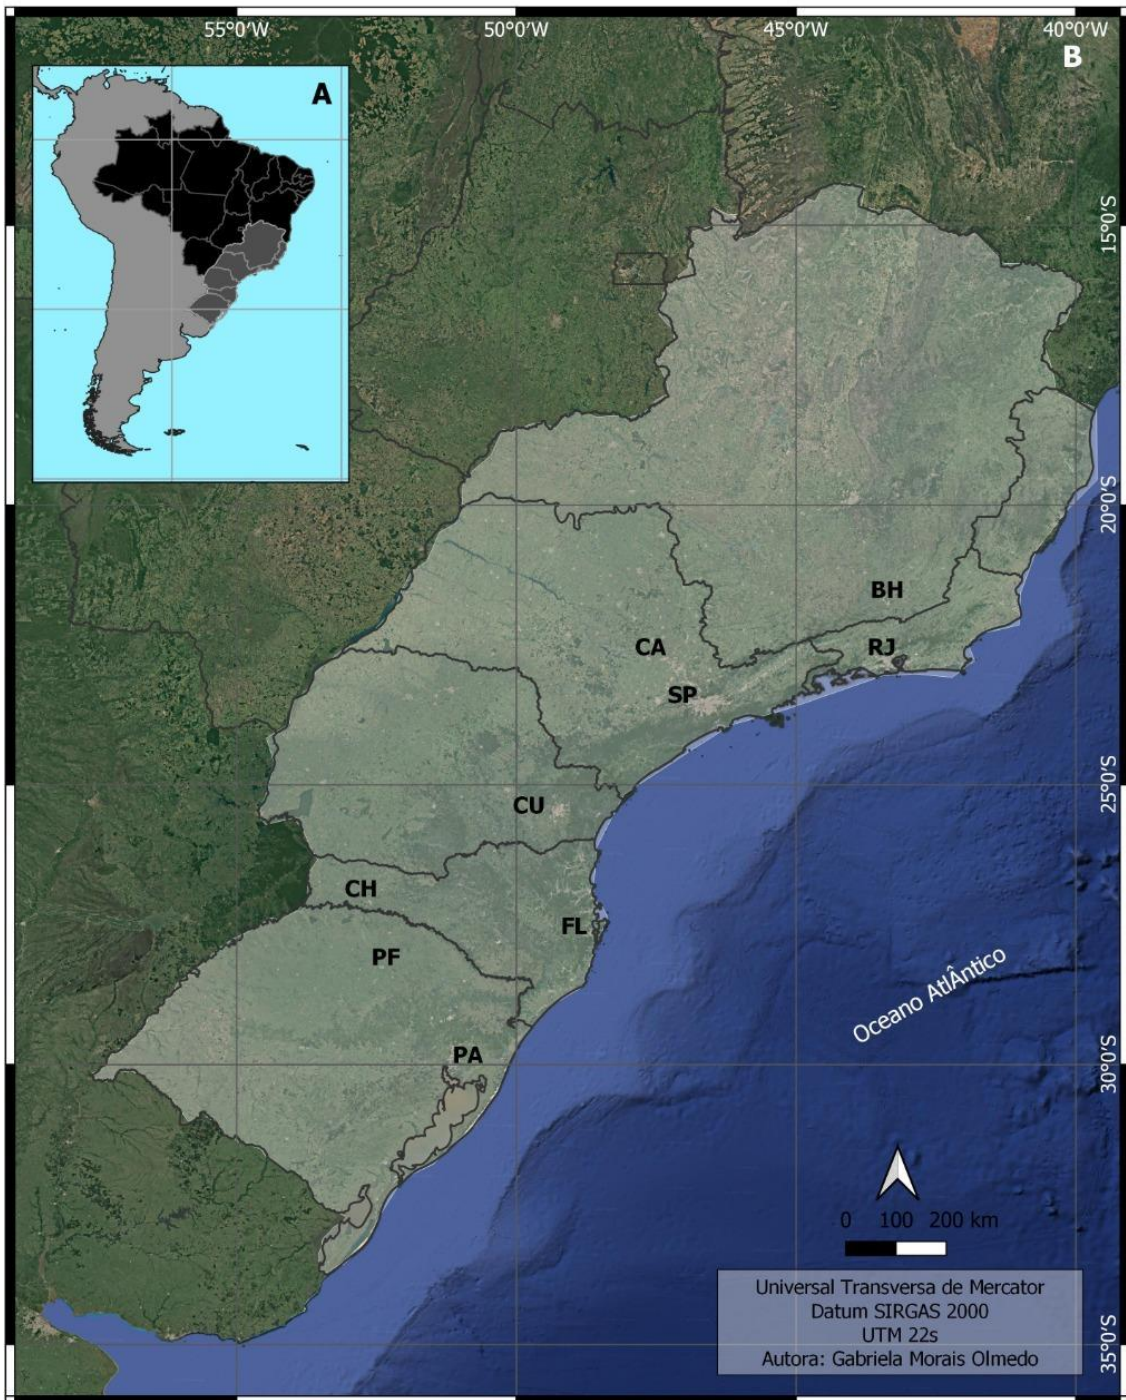 55°0'W 50°0'W 45°0'W 40°0'W
B
A
15°0'S
20°0'S
BH
CA
RJ
SP
25°0'S
CU
CH
FL
PF
Oceano AtlÂntico
PA
30°0'S
0 100 200 km
Universal Transversa de Mercator
Datum SIRGAS 2000
UTM 22s
Autora: Gabriela Morais Olmedo
35°0'S